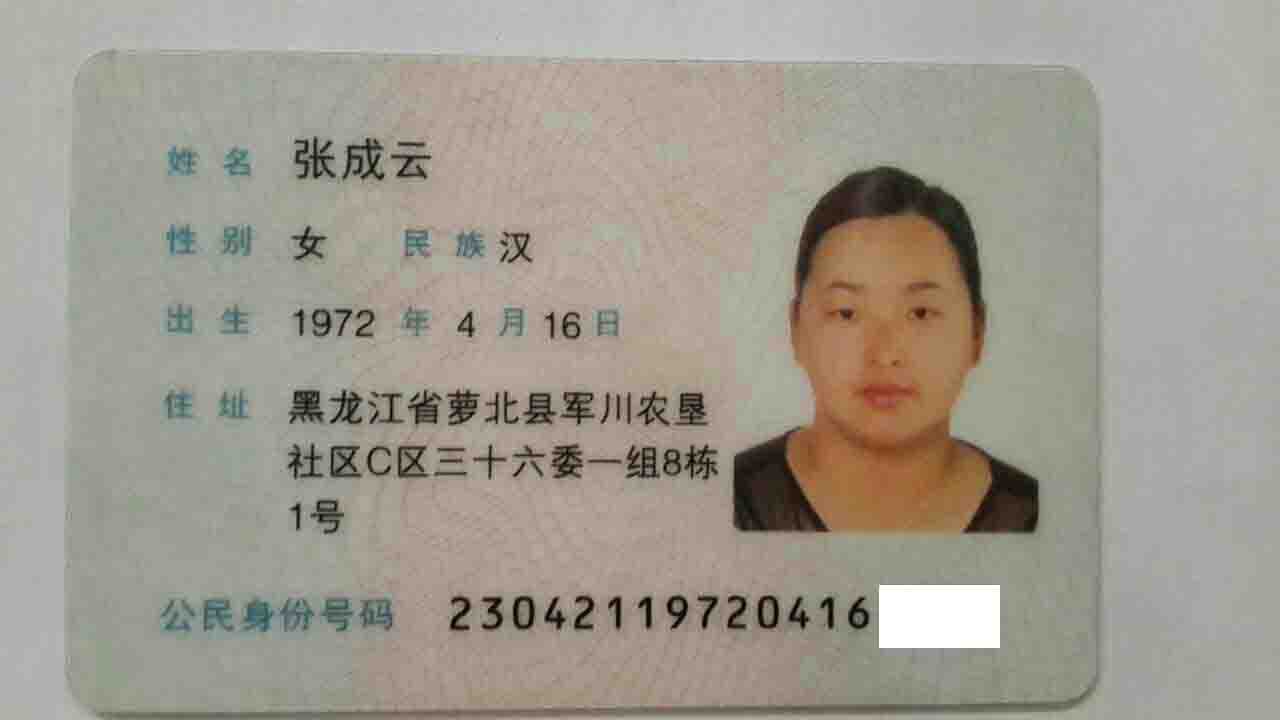 姓名 张成云
性别 女 民族 汉
出生 1972 年 4 月 16 日
住址 黑龙江省萝北县军川农垦
社区C区三十六委一组8栋
1号
公民身份号码 23042119720416